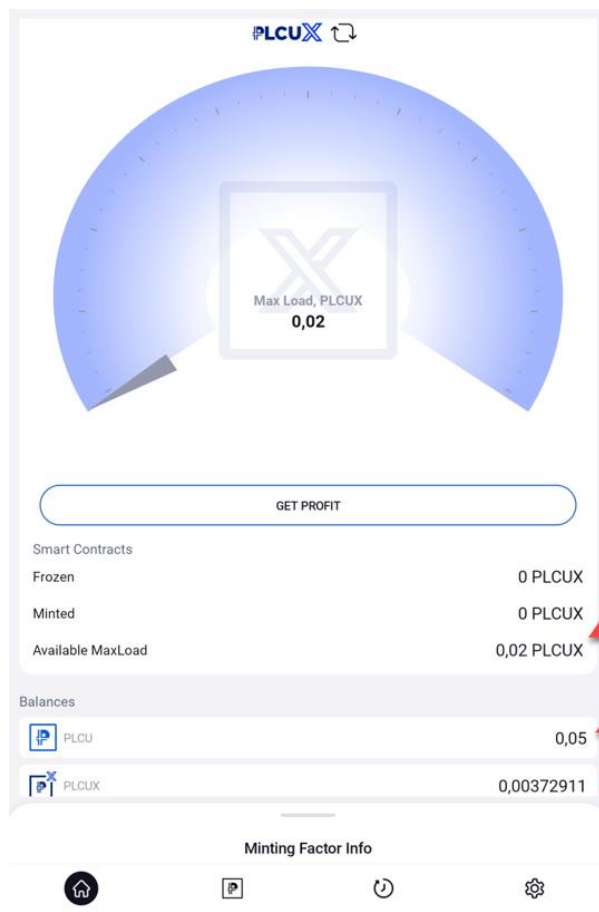 PLCUX
Max Load, PLCUX
0,02
GET PROFIT
Smart Contracts
Frozen 0 PLCUX
Minted 0 PLCUX
Available MaxLoad 0,02 PLCUX
Balances
PLCU 0,05
PLCUX 0,00372911
Minting Factor Info